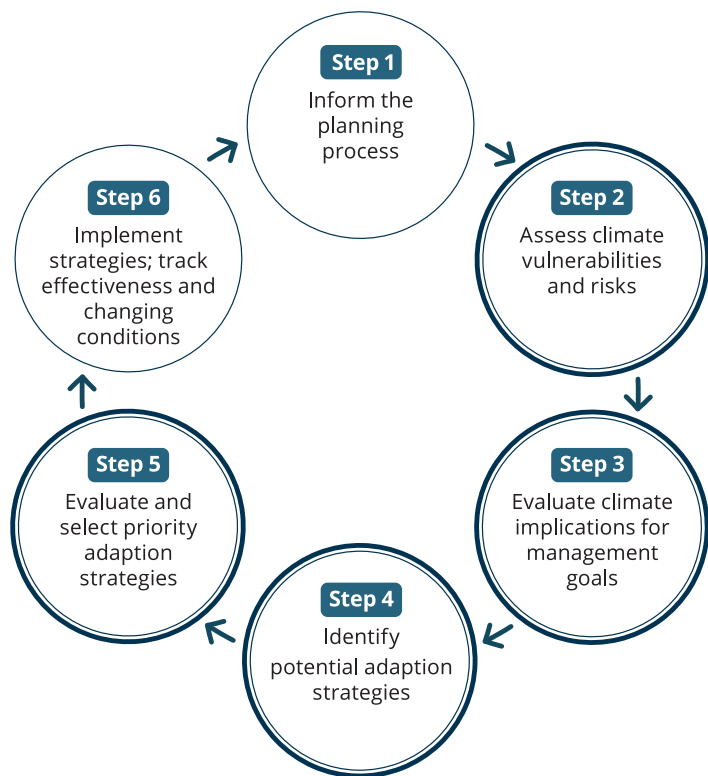 Step 1
Inform the
planning
process
Step 2
Assess climate
vulnerabilities
and risks
Step 3
Evaluate climate
implications for
management
goals
Step 4
Identify
potential adaption
strategies
Step 5
Evaluate and
select priority
adaption
strategies
Step 6
Implement
strategies; track
effectiveness and
changing
conditions